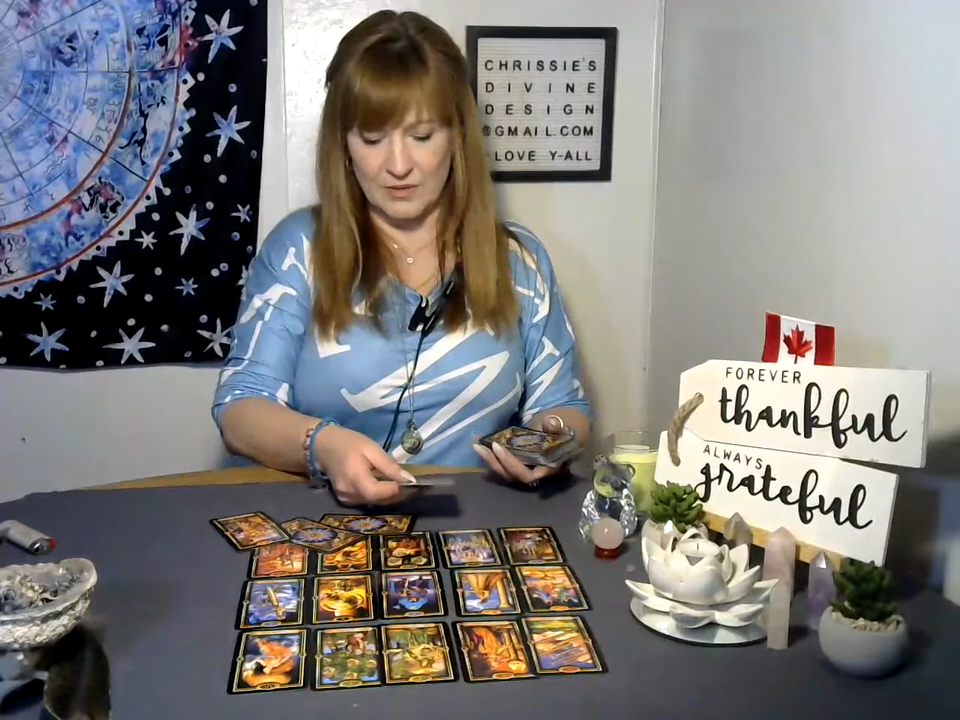 CHRISSIE'S
DIVINE
DESIGN
@GMAIL.COM
LOVE Y-ALL
FOREVER
thankful
ALWAYS
grateful